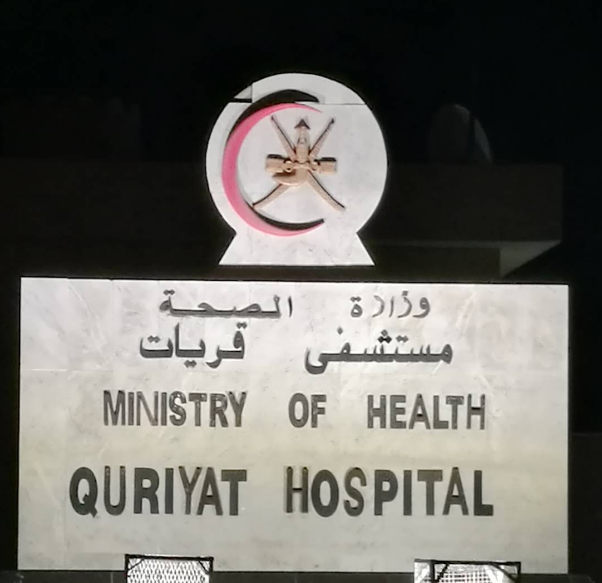 وزارة الصحة
مستشفى قريات
MINISTRY OF HEALTH
QURIYAT HOSPITAL